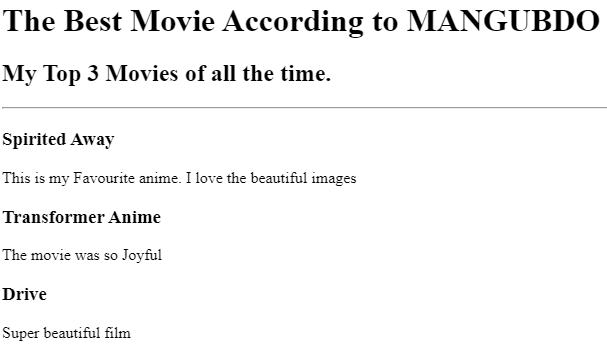 The Best Movie According to MANGUBDO
My Top 3 Movies of all the time.
Spirited Away
This is my Favourite anime. I love the beautiful images
Transformer Anime
The movie was so Joyful
Drive
Super beautiful film